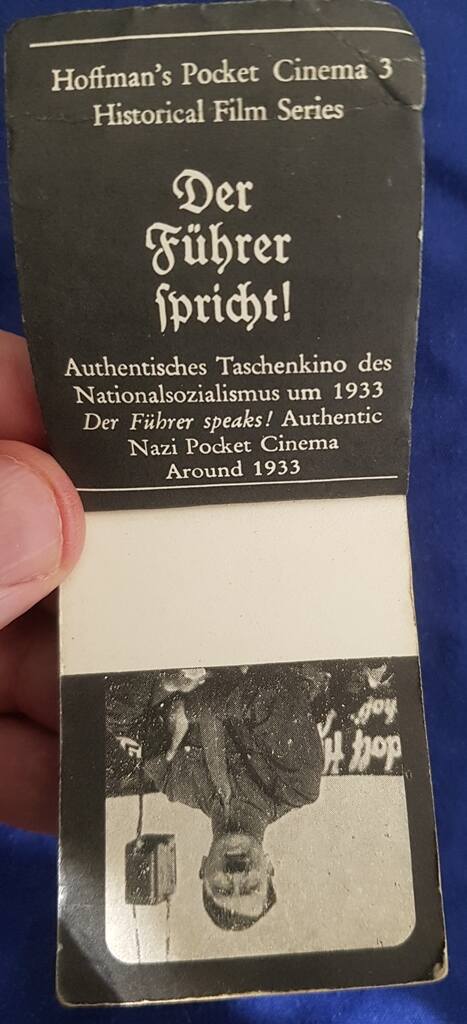 Hoffman's Pocket Cinema 3
Historical Film Series
Der
Führer
spricht!
Authentisches Taschenkino des
Nationalsozialismus um 1933
Der Führer speaks! Authentic
Nazi Pocket Cinema
Around 1933